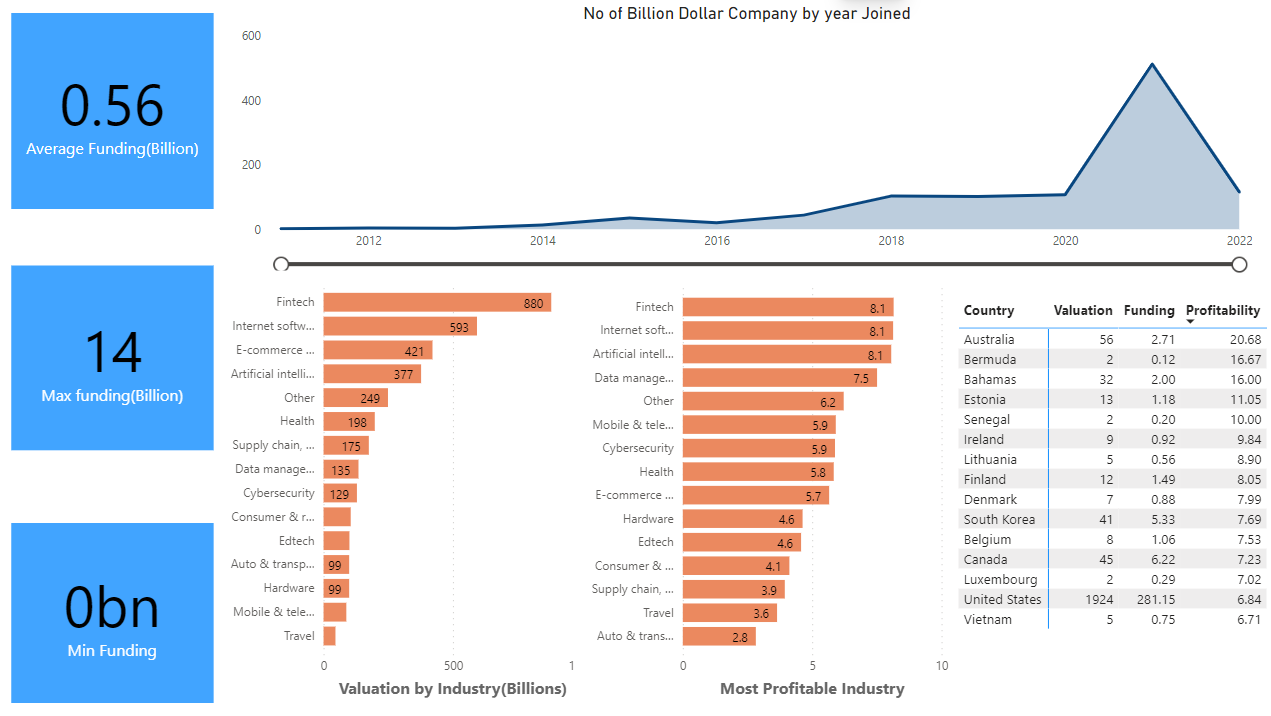 No of Billion Dollar Company by year Joined
0.56
Average Funding(Billion)
14
Max funding(Billion)
0bn
Min Funding
600
400
200
0
2012 2014 2016 2018 2020 2022
Fintech 880
Internet softw... 593
E-commerce ... 421
Artificial intelli... 377
Other 249
Health 198
Supply chain, ... 175
Data manage... 135
Cybersecurity 129
Consumer & r...
Edtech
Auto & transp... 99
Hardware 99
Mobile & tele...
Travel
0 500 1
Valuation by Industry(Billions)
Fintech 8.1
Internet soft... 8.1
Artificial intell... 8.1
Data manage... 7.5
Other 6.2
Mobile & tele... 5.9
Cybersecurity 5.9
Health 5.8
E-commerce ... 5.7
Hardware 4.6
Edtech 4.6
Consumer & ... 4.1
Supply chain, ... 3.9
Travel 3.6
Auto & trans... 2.8
0 5 10
Most Profitable Industry
Country Valuation Funding Profitability
Australia 56 2.71 20.68
Bermuda 2 0.12 16.67
Bahamas 32 2.00 16.00
Estonia 13 1.18 11.05
Senegal 2 0.20 10.00
Ireland 9 0.92 9.84
Lithuania 5 0.56 8.90
Finland 12 1.49 8.05
Denmark 7 0.88 7.99
South Korea 41 5.33 7.69
Belgium 8 1.06 7.53
Canada 45 6.22 7.23
Luxembourg 2 0.29 7.02
United States 1924 281.15 6.84
Vietnam 5 0.75 6.71